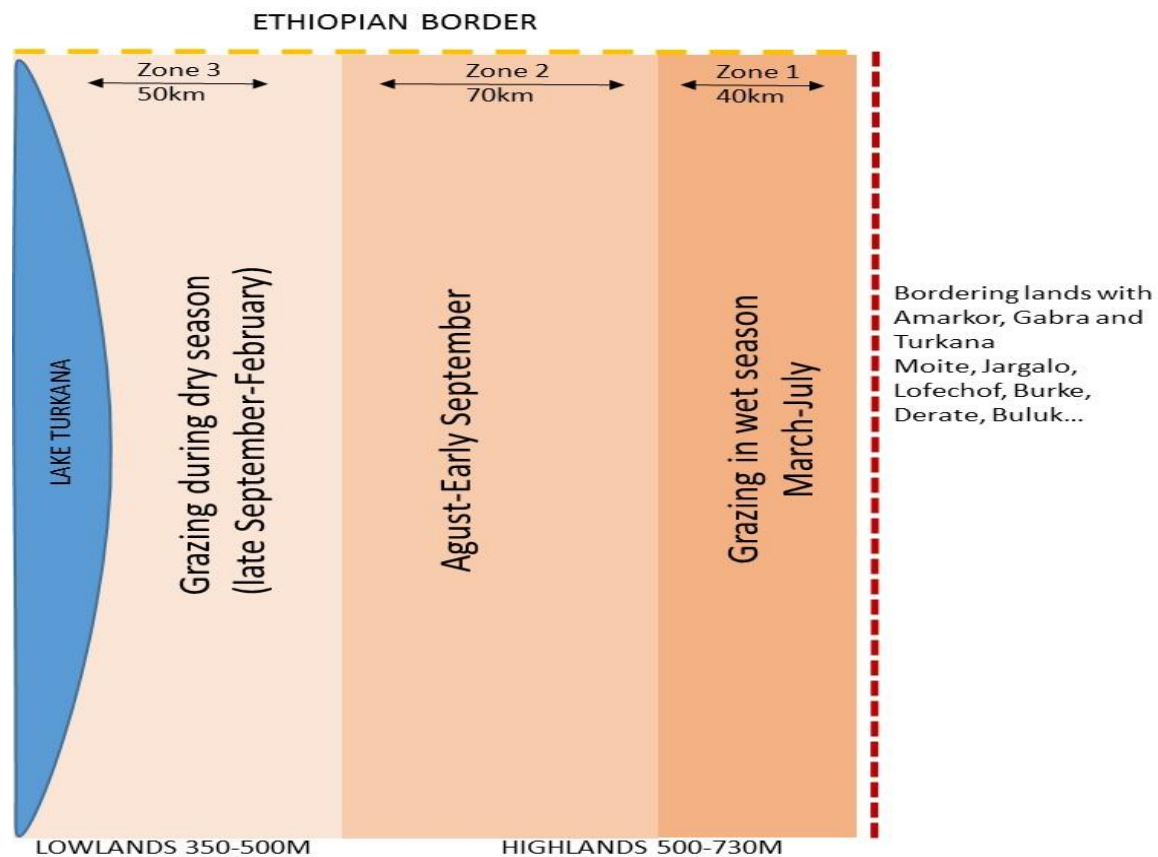 ETHIOPIAN BORDER
Zone 3
50km
Zone 2
70km
Zone 1
40km
LAKE TURKANA
Grazing during dry season
(late September-February)
Agust-Early September
Grazing in wet season
March-July
Bordering lands with
Amarkor, Gabra and
Turkana
Moite, Jargalo,
Lofechof, Burke,
Derate, Buluk...
LOWLANDS 350-500M
HIGHLANDS 500-730M